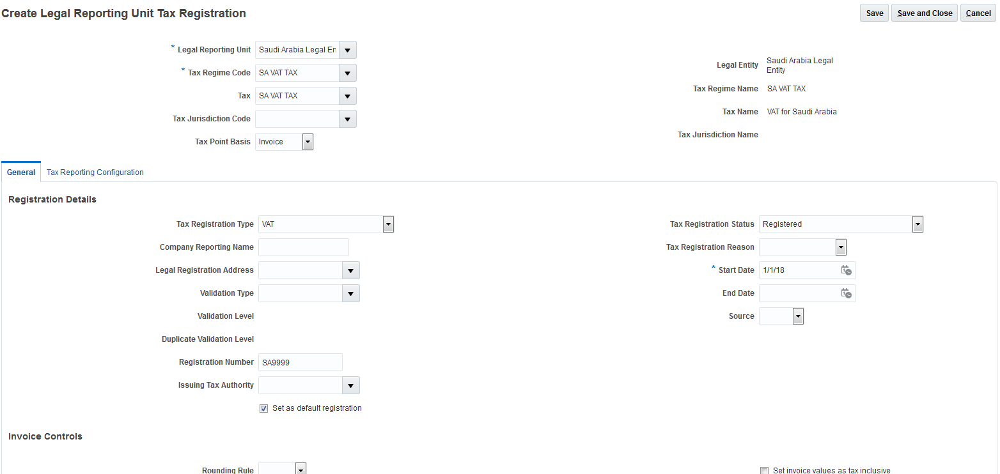 Create Legal Reporting Unit Tax Registration
Save
Save and Close
Cancel
* Legal Reporting Unit Saudi Arabia Legal En
* Tax Regime Code SA VAT TAX
Tax SA VAT TAX
Tax Jurisdiction Code
Tax Point Basis Invoice
Legal Entity Saudi Arabia Legal
Entity
Tax Regime Name SA VAT TAX
Tax Name VAT for Saudi Arabia
Tax Jurisdiction Name
General
Tax Reporting Configuration
Registration Details
Tax Registration Type VAT
Company Reporting Name
Legal Registration Address
Validation Type
Validation Level
Duplicate Validation Level
Registration Number SA9999
Issuing Tax Authority
Set as default registration
Tax Registration Status Registered
Tax Registration Reason
* Start Date 1/1/18
End Date
Source
Invoice Controls
Rounding Rule
Set invoice values as tax inclusive